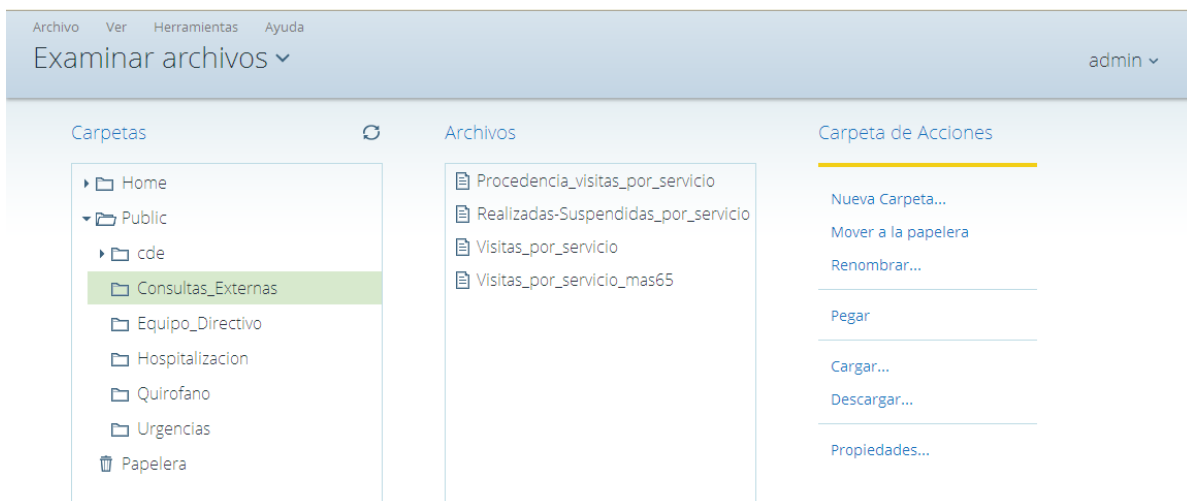 Archivo Ver Herramientas Ayuda
Examinar archivos
admin
Carpetas
Home
Public
cde
Consultas_Externas
Equipo_Directivo
Hospitalizacion
Quirofano
Urgencias
Papelera
Archivos
Procedencia_visitas_por_servicio
Realizadas-Suspendidas_por_servicio
Visitas_por_servicio
Visitas_por_servicio_mas65
Carpeta de Acciones
Nueva Carpeta...
Mover a la papelera
Renombrar...
Pegar
Cargar...
Descargar...
Propiedades...